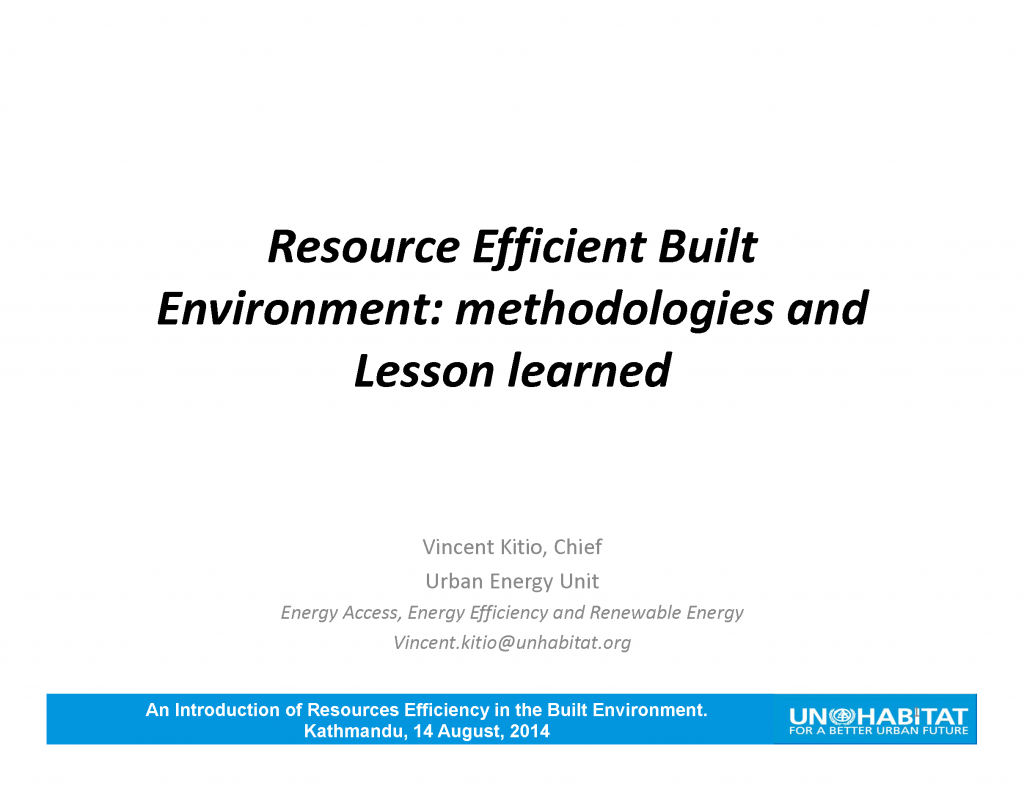 Resource Efficient Built
Environment: methodologies and
Lesson learned
Vincent Kitio, Chief
Urban Energy Unit
Energy Access, Energy Efficiency and Renewable Energy
Vincent.kitio@unhabitat.org
An Introduction of Resources Efficiency in the Built Environment.
Kathmandu, 14 August, 2014
UN HABITAT
FOR A BETTER URBAN FUTURE